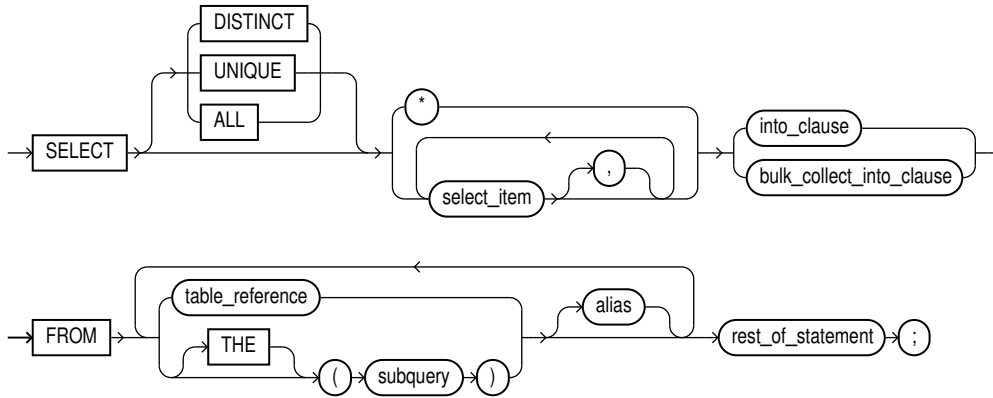 DISTINCT
UNIQUE
ALL
SELECT
*
select_item
,
into_clause
bulk_collect_into_clause
FROM
table_reference
THE
( subquery )
alias
rest_of_statement ;